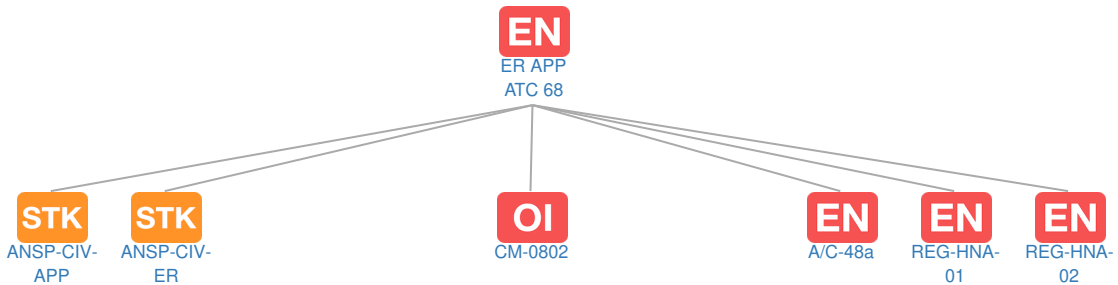 EN
ER APP
ATC 68
STK
ANSP-CIV-
APP
STK
ANSP-CIV-
ER
OI
CM-0802
EN
A/C-48a
EN
REG-HNA-
01
EN
REG-HNA-
02